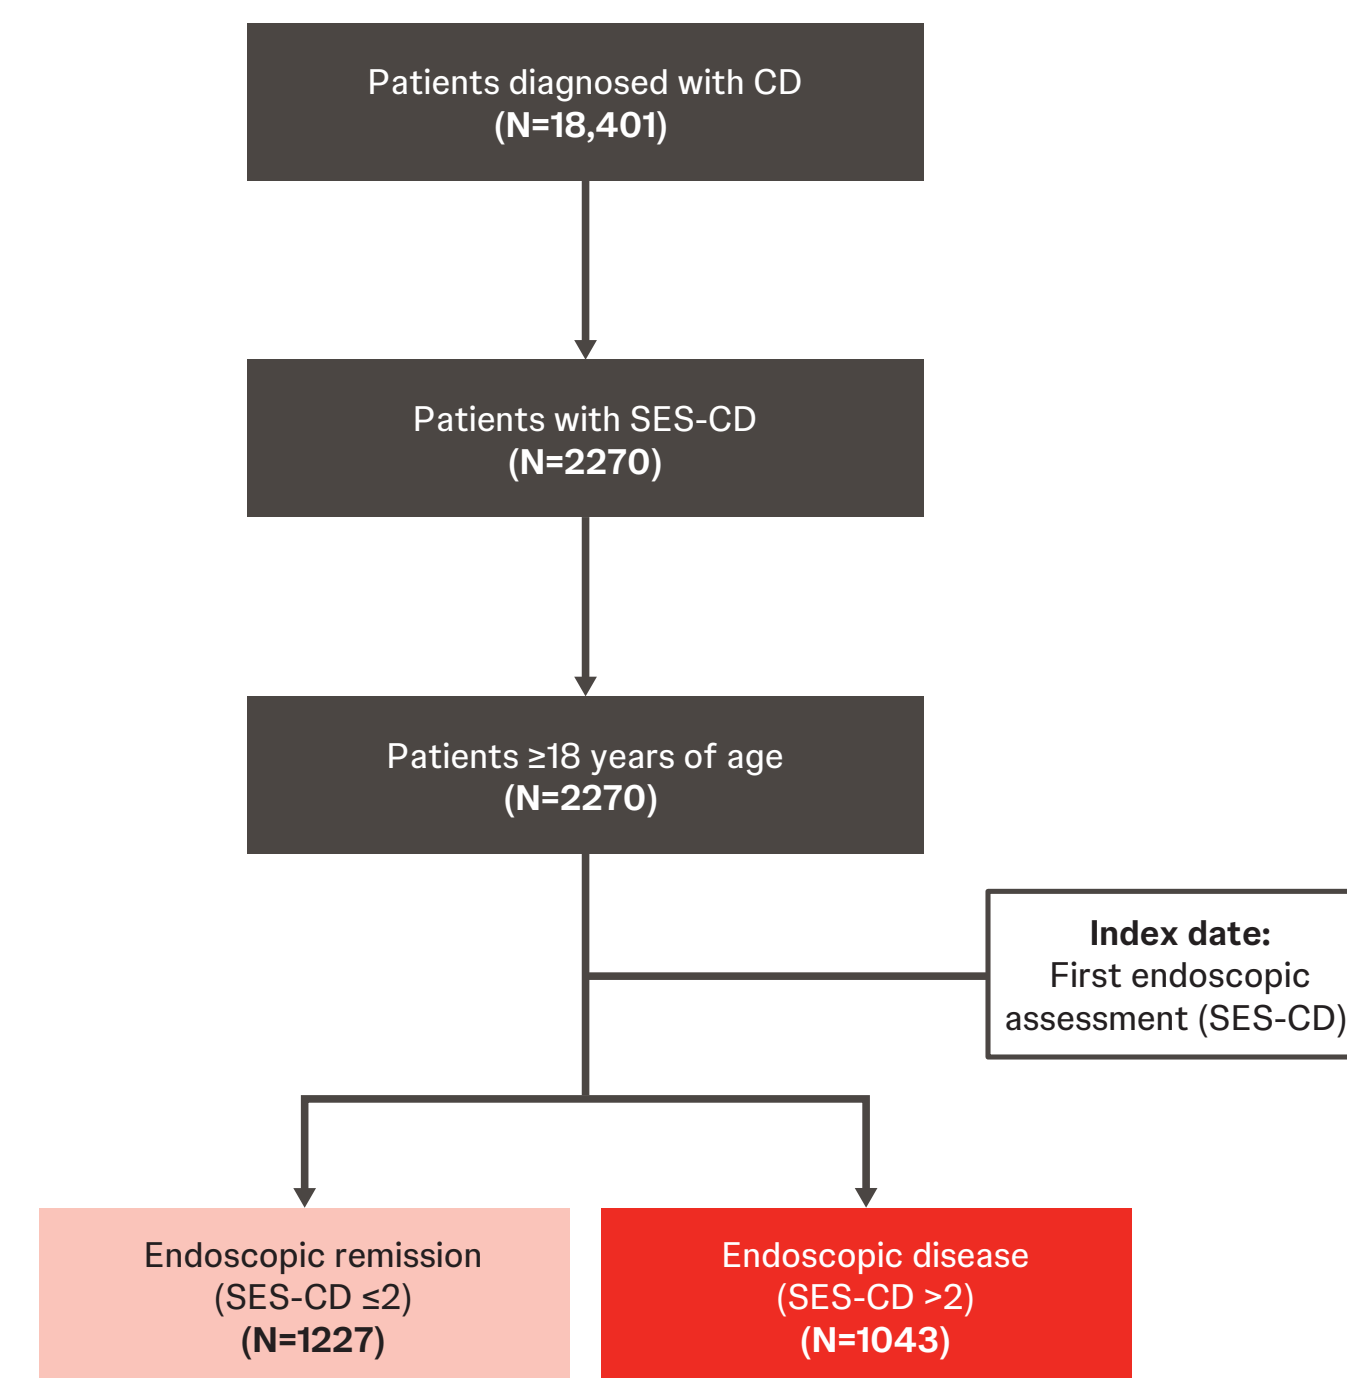 Patients diagnosed with CD
(N=18,401)
Patients with SES-CD
(N=2270)
Patients ≥18 years of age
(N=2270)
Index date:
First endoscopic
assessment (SES-CD)
Endoscopic remission
(SES-CD ≤2)
(N=1227)
Endoscopic disease
(SES-CD >2)
(N=1043)